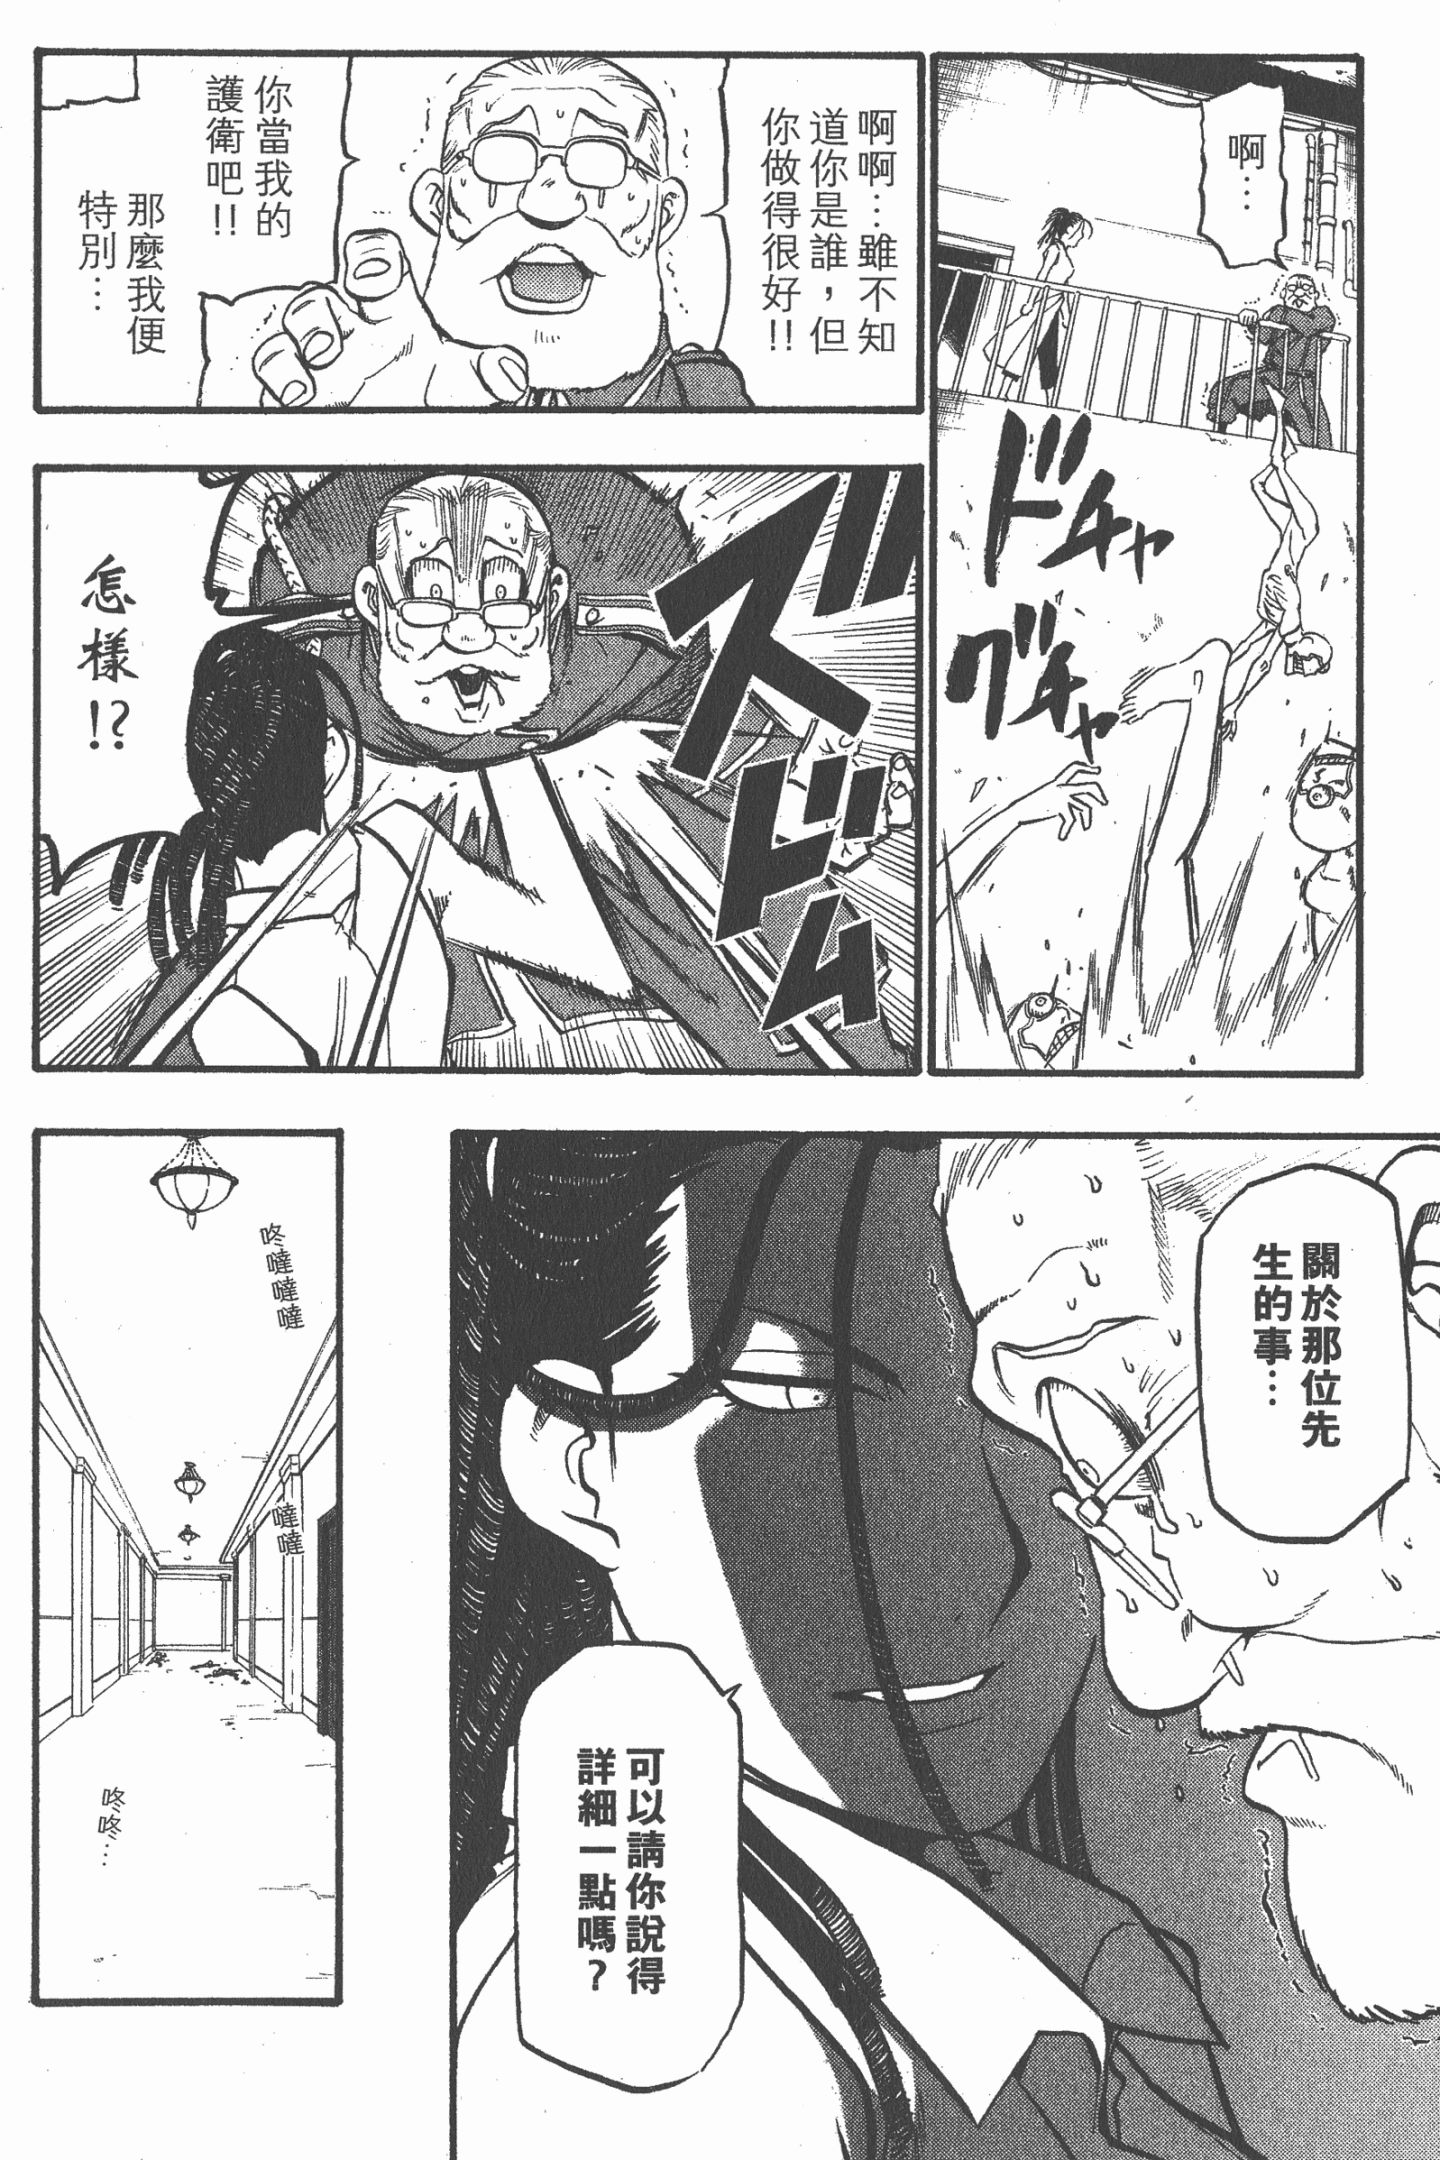 啊…
ドチャ
グチャ
啊啊…雖不知
道你是誰，但
你做得很好!!
你當我的
護衛吧!!
那麼我便
特別…
ズドドム
怎樣!?
關於那位先
生的事…
可以請你說得
詳細一點嗎？
咚噠噠噠
噠噠
咚咚…